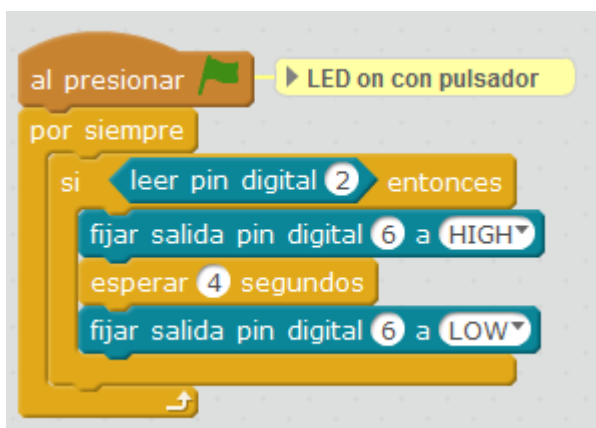 al presionar LED on con pulsador
por siempre
si leer pin digital 2 entonces
fijar salida pin digital 6 a HIGH
esperar 4 segundos
fijar salida pin digital 6 a LOW